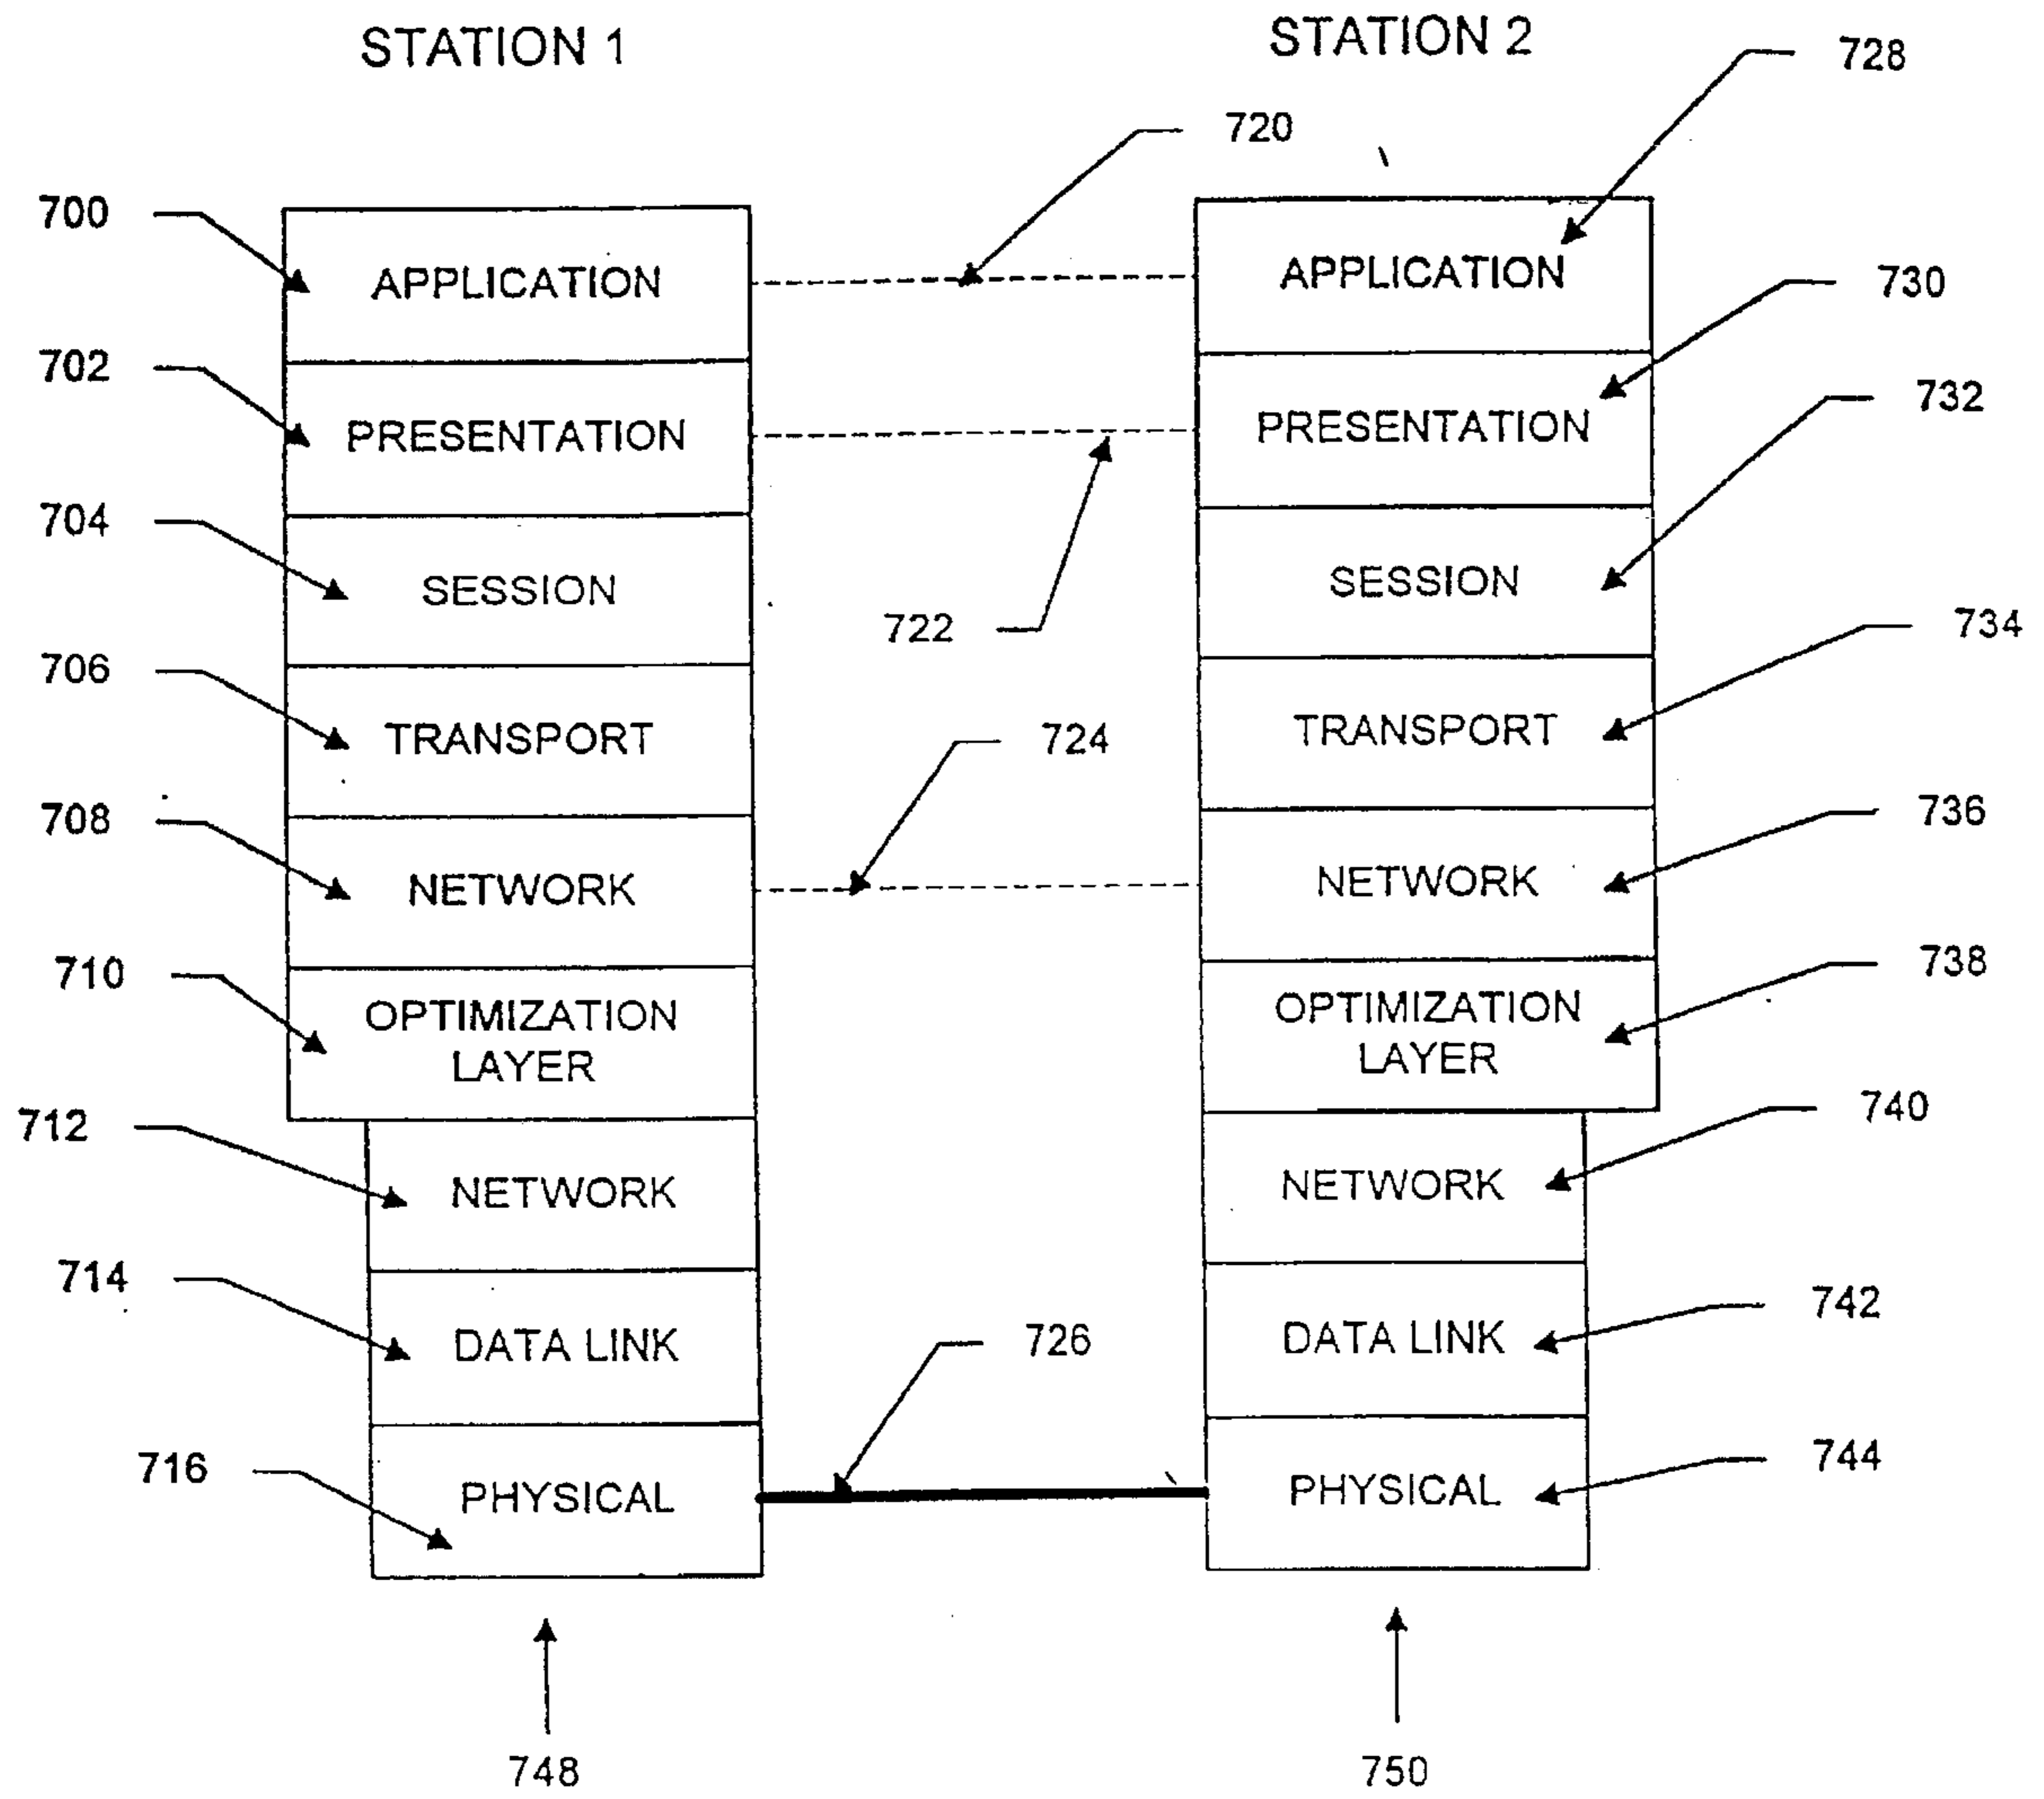 STATION 1
STATION 2
728
720
700
APPLICATION
APPLICATION
730
702
PRESENTATION
PRESENTATION
732
704
SESSION
SESSION
722
734
706
TRANSPORT
TRANSPORT
724
708
NETWORK
NETWORK
736
710
OPTIMIZATION
LAYER
OPTIMIZATION
LAYER
738
712
NETWORK
NETWORK
740
714
DATA LINK
DATA LINK
742
726
716
PHYSICAL
PHYSICAL
744
748
750